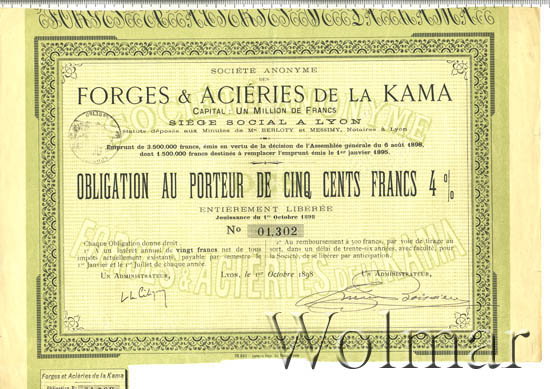 SOCIÉTÉ ANONYME
DES
FORGES & ACIÉRIES DE LA KAMA
CAPITAL : UN MILLION DE FRANCS
SIÈGE SOCIAL A LYON
Statuts déposés aux Minutes de Mes BERLOTY et MESSIMY, Notaires à Lyon
Emprunt de 3.500.000 francs, émis en vertu de la décision de l'Assemblée générale du 6 août 1898,
dont 1.500.000 francs destinés à remplacer l'emprunt émis le 1er janvier 1895.
OBLIGATION AU PORTEUR DE CINQ CENTS FRANCS 4 %
ENTIÈREMENT LIBÉRÉE
Jouissance du 1er Octobre 1898
No 01,302
Chaque Obligation donne droit :
1o A un intérêt annuel de vingt francs net de tous
impôts actuellement existants, payable par semestre le
1er Janvier et le 1er Juillet de chaque année.
2o Au remboursement à 500 francs, par voie de tirage au
sort, dans un délai de trente-six années, avec faculté, pour
la Société, de se libérer par anticipation.
UN ADMINISTRATEUR,
LYON, le 1er Octobre 1898
UN ADMINISTRATEUR,
Wolmar
Forges et Aciéries de la Kama